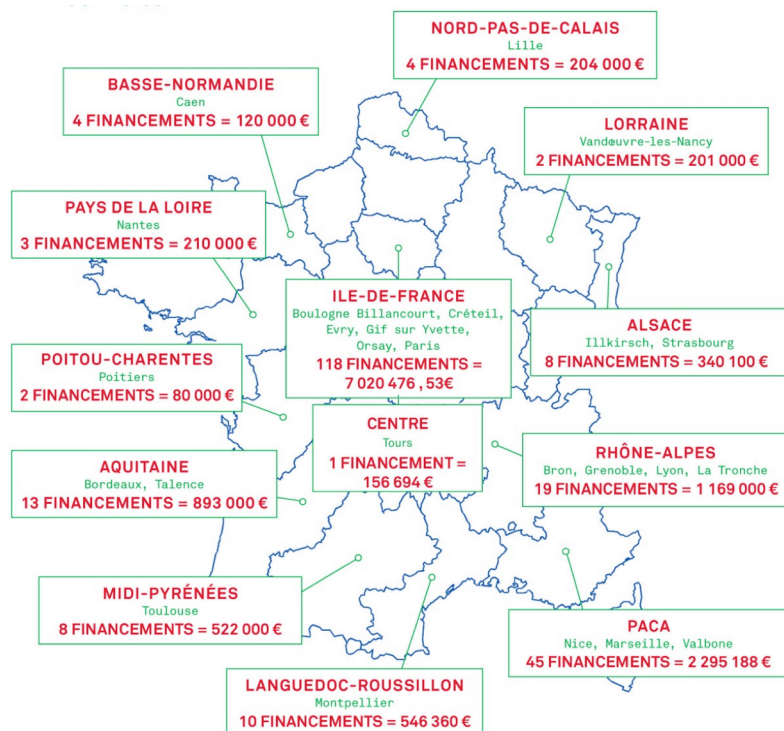 NORD-PAS-DE-CALAIS
Lille
4 FINANCEMENTS = 204 000 €
BASSE-NORMANDIE
Caen
4 FINANCEMENTS = 120 000 €
LORRAINE
Vandœuvre-les-Nancy
2 FINANCEMENTS = 201 000 €
PAYS DE LA LOIRE
Nantes
3 FINANCEMENTS = 210 000 €
ILE-DE-FRANCE
Boulogne Billancourt, Créteil,
Evry, Gif sur Yvette,
Orsay, Paris
118 FINANCEMENTS =
7 020 476 ,53€
ALSACE
Illkirsch, Strasbourg
8 FINANCEMENTS = 340 100 €
POITOU-CHARENTES
Poitiers
2 FINANCEMENTS = 80 000 €
CENTRE
Tours
1 FINANCEMENT =
156 694 €
RHÔNE-ALPES
Bron, Grenoble, Lyon, La Tronche
19 FINANCEMENTS = 1 169 000 €
AQUITAINE
Bordeaux, Talence
13 FINANCEMENTS = 893 000 €
MIDI-PYRÉNÉES
Toulouse
8 FINANCEMENTS = 522 000 €
PACA
Nice, Marseille, Valbone
45 FINANCEMENTS = 2 295 188 €
LANGUEDOC-ROUSSILLON
Montpellier
10 FINANCEMENTS = 546 360 €